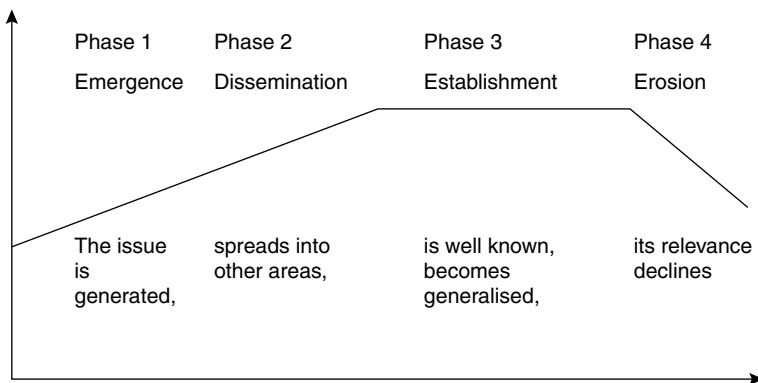 Phase 1 Phase 2 Phase 3 Phase 4
Emergence Dissemination Establishment Erosion
The issue
is
generated,
spreads into
other areas,
is well known,
becomes
generalised,
its relevance
declines